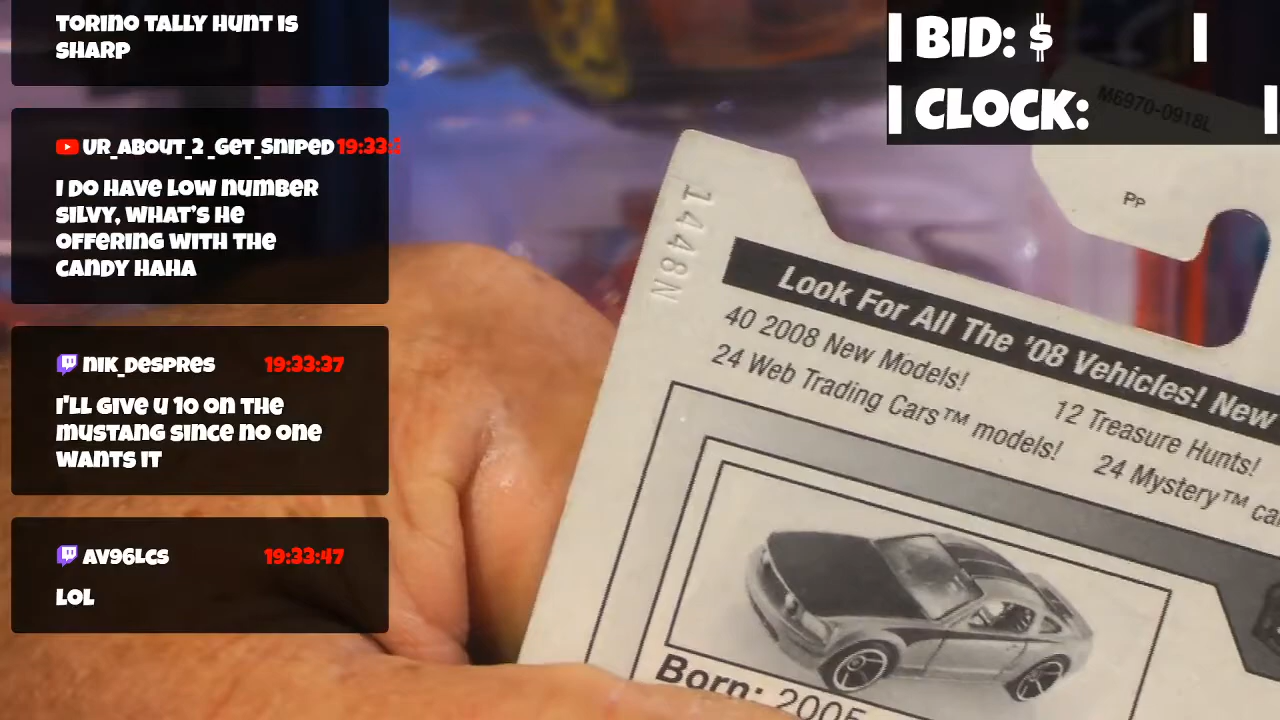 TORINO TALLY HUNT IS
SHARP
UR_ABOUT_2_GET_SNIPED
I DO HAVE LOW NUMBER
SILVY, WHAT'S HE
OFFERING WITH THE
CANDY HAHA
NIK_DESPRES 19:33:37
I'LL GIVE U 10 ON THE
MUSTANG SINCE NO ONE
WANTS IT
AV96LCS 19:33:47
LOL
| BID: $ |
| CLOCK: |
M6970-0918L
PP
1448N
Look For All The '08 Vehicles! New
40 2008 New Models!
12 Treasure Hunts!
24 Web Trading Cars™ models!
24 Mystery™
Born: 2005